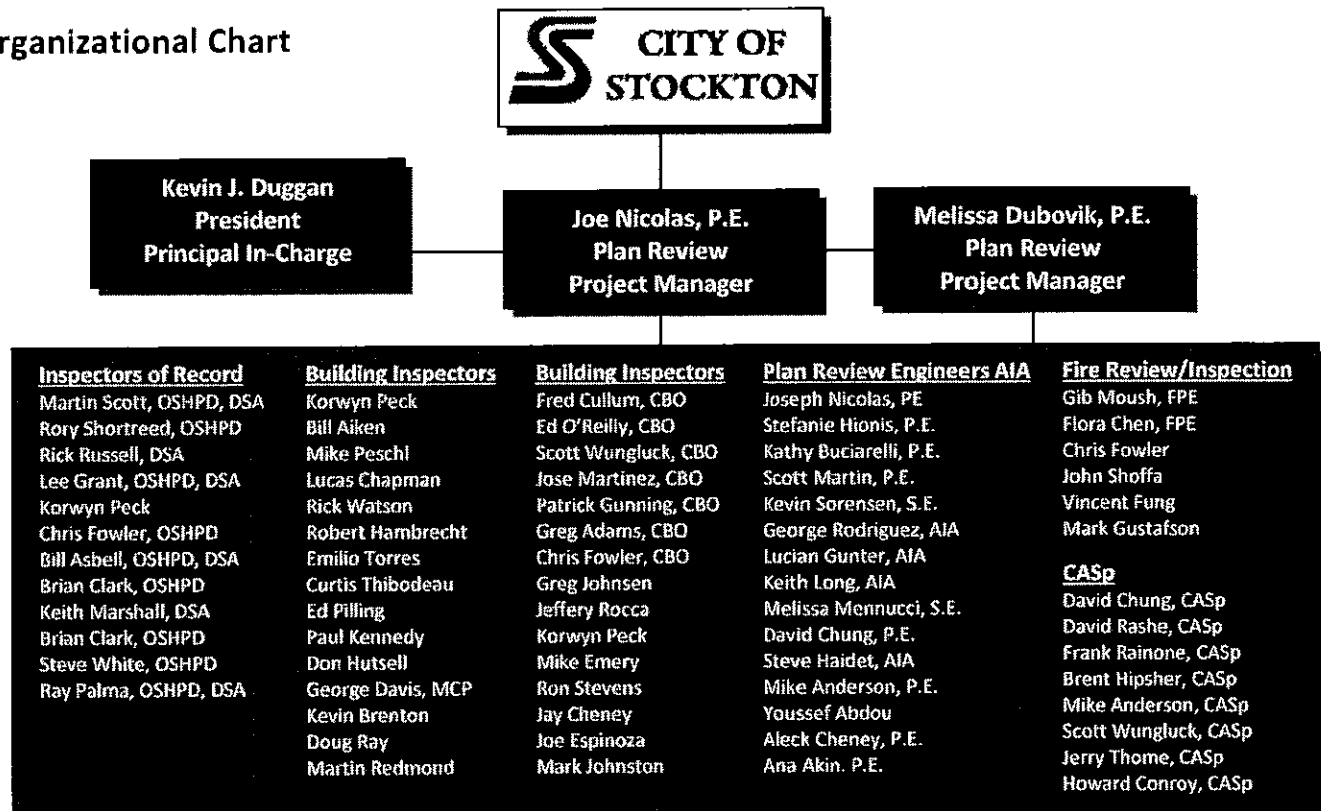 rganizational Chart
CITY OF
STOCKTON
Kevin J. Duggan
President
Principal In-Charge
Joe Nicolas, P.E.
Plan Review
Project Manager
Melissa Dubovik, P.E.
Plan Review
Project Manager
Inspectors of Record
Martin Scott, OSHPD, DSA
Rory Shortreed, OSHPD
Rick Russell, DSA
Lee Grant, OSHPD, DSA
Korwyn Peck
Chris Fowler, OSHPD
Bill Asbell, OSHPD, DSA
Brian Clark, OSHPD
Keith Marshall, DSA
Brian Clark, OSHPD
Steve White, OSHPD
Ray Palma, OSHPD, DSA
Building Inspectors
Korwyn Peck
Bill Aiken
Mike Peschl
Lucas Chapman
Rick Watson
Robert Hambrecht
Emilio Torres
Curtis Thibodeau
Ed Pilling
Paul Kennedy
Don Hutsell
George Davis, MCP
Kevin Brenton
Doug Ray
Martin Redmond
Building Inspectors
Fred Cullum, CBO
Ed O'Reilly, CBO
Scott Wungluck, CBO
Jose Martinez, CBO
Patrick Gunning, CBO
Greg Adams, CBO
Chris Fowler, CBO
Greg Johnsen
Jeffery Rocca
Korwyn Peck
Mike Emery
Ron Stevens
Jay Cheney
Joe Espinoza
Mark Johnston
Plan Review Engineers AIA
Joseph Nicolas, PE
Stefanie Hionis, P.E.
Kathy Buciarelli, P.E.
Scott Martin, P.E.
Kevin Sorensen, S.E.
George Rodriguez, AIA
Lucian Gunter, AIA
Keith Long, AIA
Melissa Mennucci, S.E.
David Chung, P.E.
Steve Haidet, AIA
Mike Anderson, P.E.
Youssef Abdou
Aleck Cheney, P.E.
Ana Akin. P.E.
Fire Review/Inspection
Gib Moush, FPE
Flora Chen, FPE
Chris Fowler
John Shoffa
Vincent Fung
Mark Gustafson
CASp
David Chung, CASp
David Rashe, CASp
Frank Rainone, CASp
Brent Hipsher, CASp
Mike Anderson, CASp
Scott Wungluck, CASp
Jerry Thome, CASp
Howard Conroy, CASp